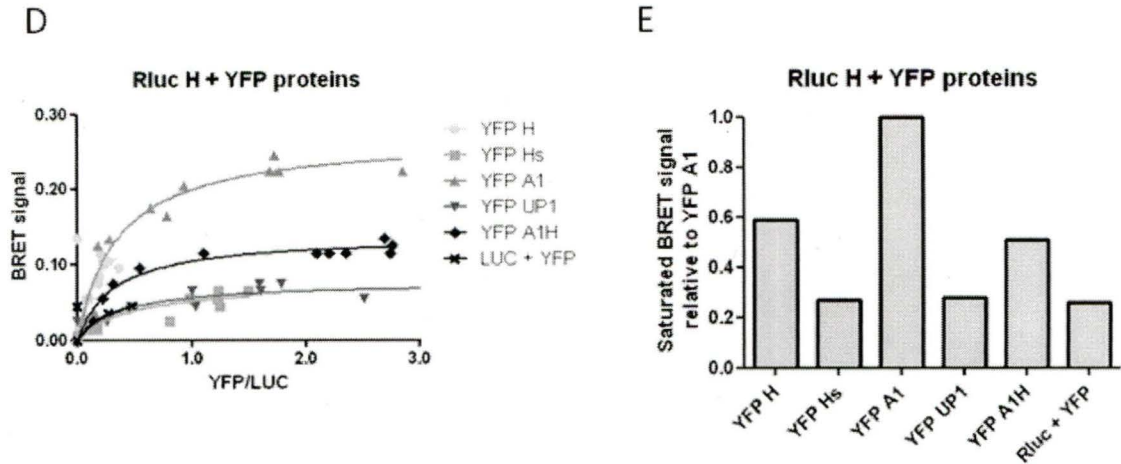 D
Rluc H + YFP proteins
BRET signal
0.30
0.20
0.10
0.00
0.0
1.0
2.0
3.0
YFP/LUC
YFP H
YFP Hs
YFP A1
YFP UP1
YFP A1H
LUC + YFP
E
Rluc H + YFP proteins
Saturated BRET signal
relative to YFP A1
1.0
0.8
0.6
0.4
0.2
0.0
YFP H
YFP Hs
YFP A1
YFP UP1
YFP A1H
Rluc + YFP